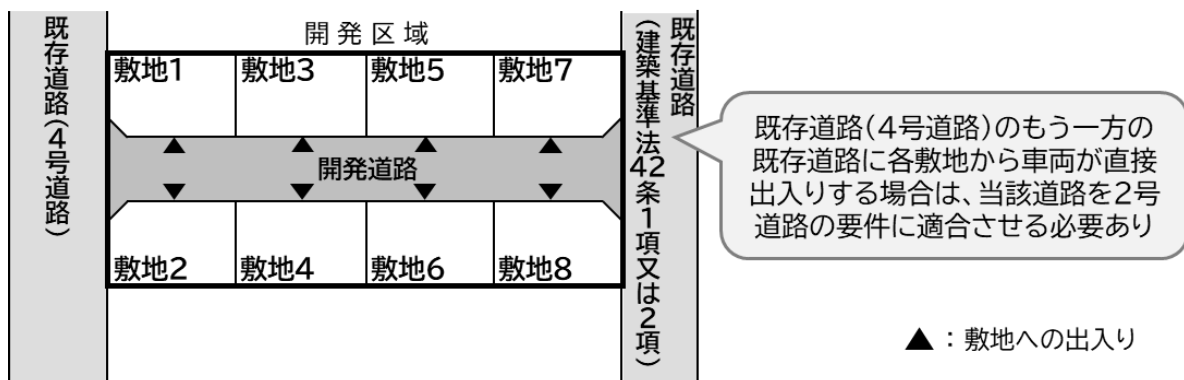 既存道路(4号道路)
開発区域
敷地1
敷地3
敷地5
敷地7
開発道路
敷地2
敷地4
敷地6
敷地8
既存道路
(建築基準法42条1項又は2項)
既存道路(4号道路)のもう一方の
既存道路に各敷地から車両が直接
出入りする場合は、当該道路を2号
道路の要件に適合させる必要あり
▲：敷地への出入り